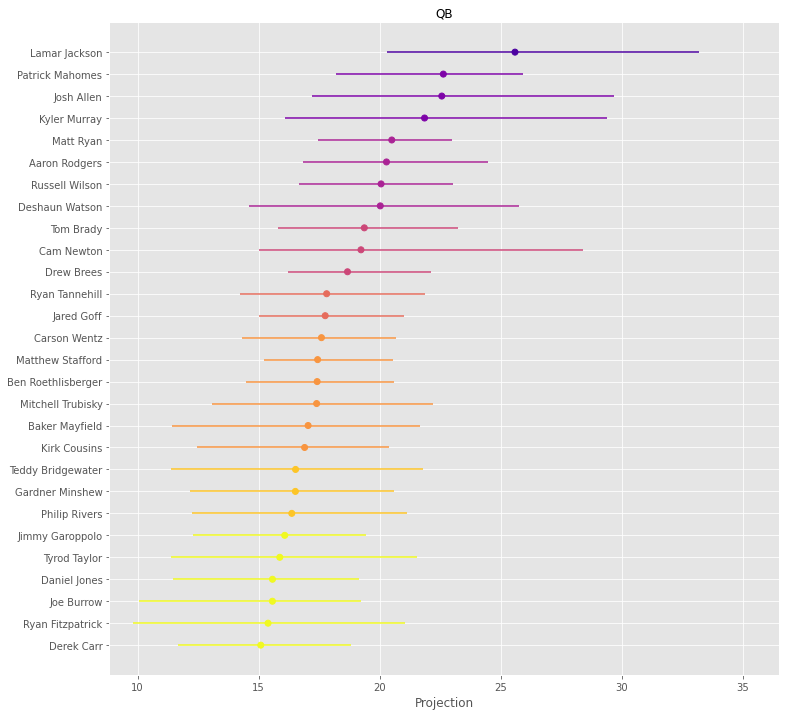 QB
Lamar Jackson
Patrick Mahomes
Josh Allen
Kyler Murray
Matt Ryan
Aaron Rodgers
Russell Wilson
Deshaun Watson
Tom Brady
Cam Newton
Drew Brees
Ryan Tannehill
Jared Goff
Carson Wentz
Matthew Stafford
Ben Roethlisberger
Mitchell Trubisky
Baker Mayfield
Kirk Cousins
Teddy Bridgewater
Gardner Minshew
Philip Rivers
Jimmy Garoppolo
Tyrod Taylor
Daniel Jones
Joe Burrow
Ryan Fitzpatrick
Derek Carr
10 15 20 25 30 35
Projection